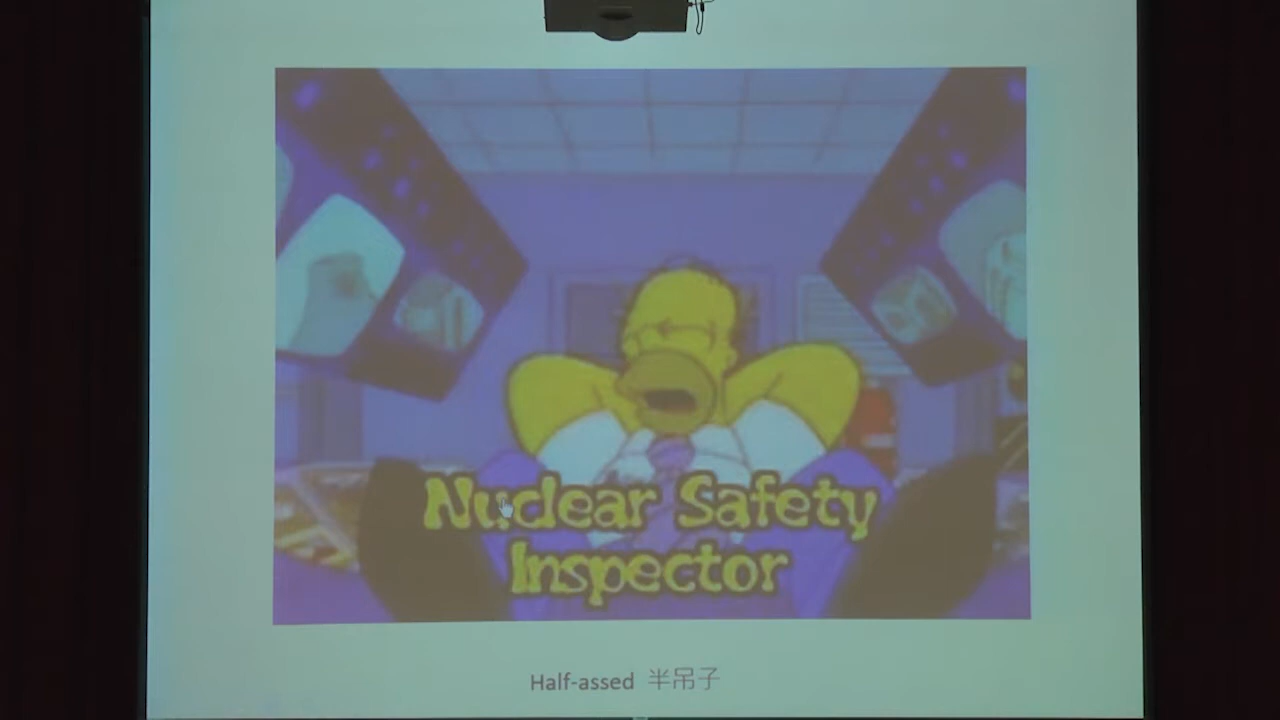 Nuclear Safety
Inspector
Half-assed 半吊子